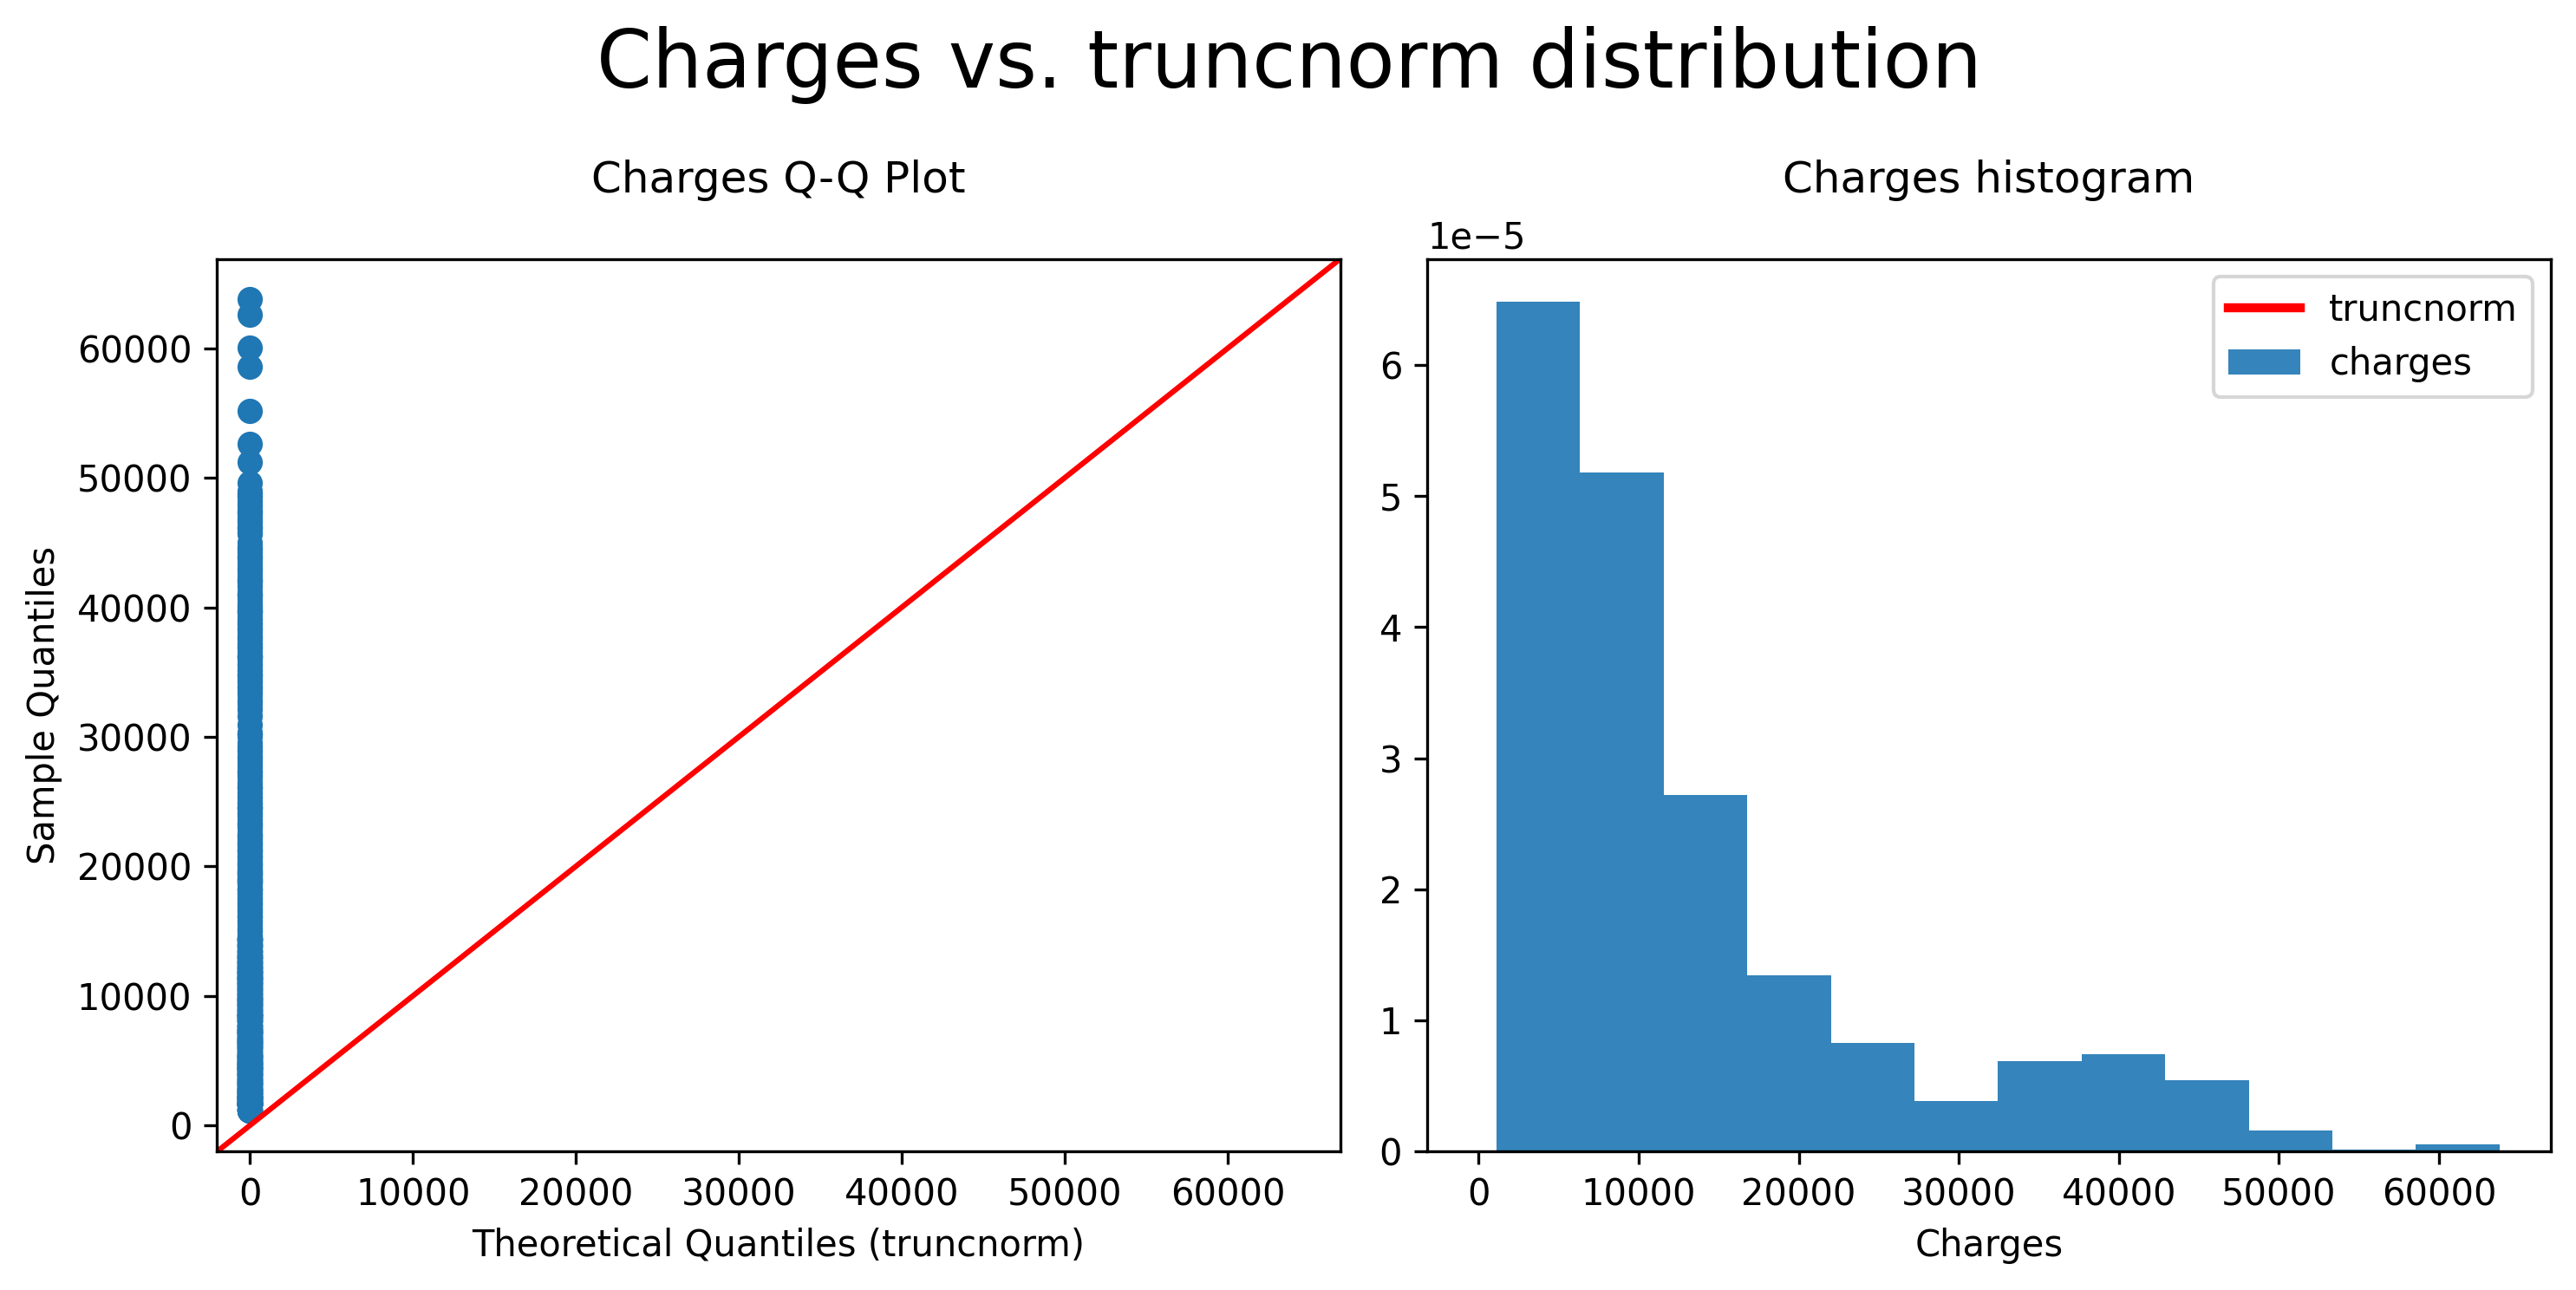 Charges vs. truncnorm distribution
Charges Q-Q Plot
Sample Quantiles
60000
50000
40000
30000
20000
10000
0
0 10000 20000 30000 40000 50000 60000
Theoretical Quantiles (truncnorm)
Charges histogram
1e−5
truncnorm
charges
6
5
4
3
2
1
0
0 10000 20000 30000 40000 50000 60000
Charges